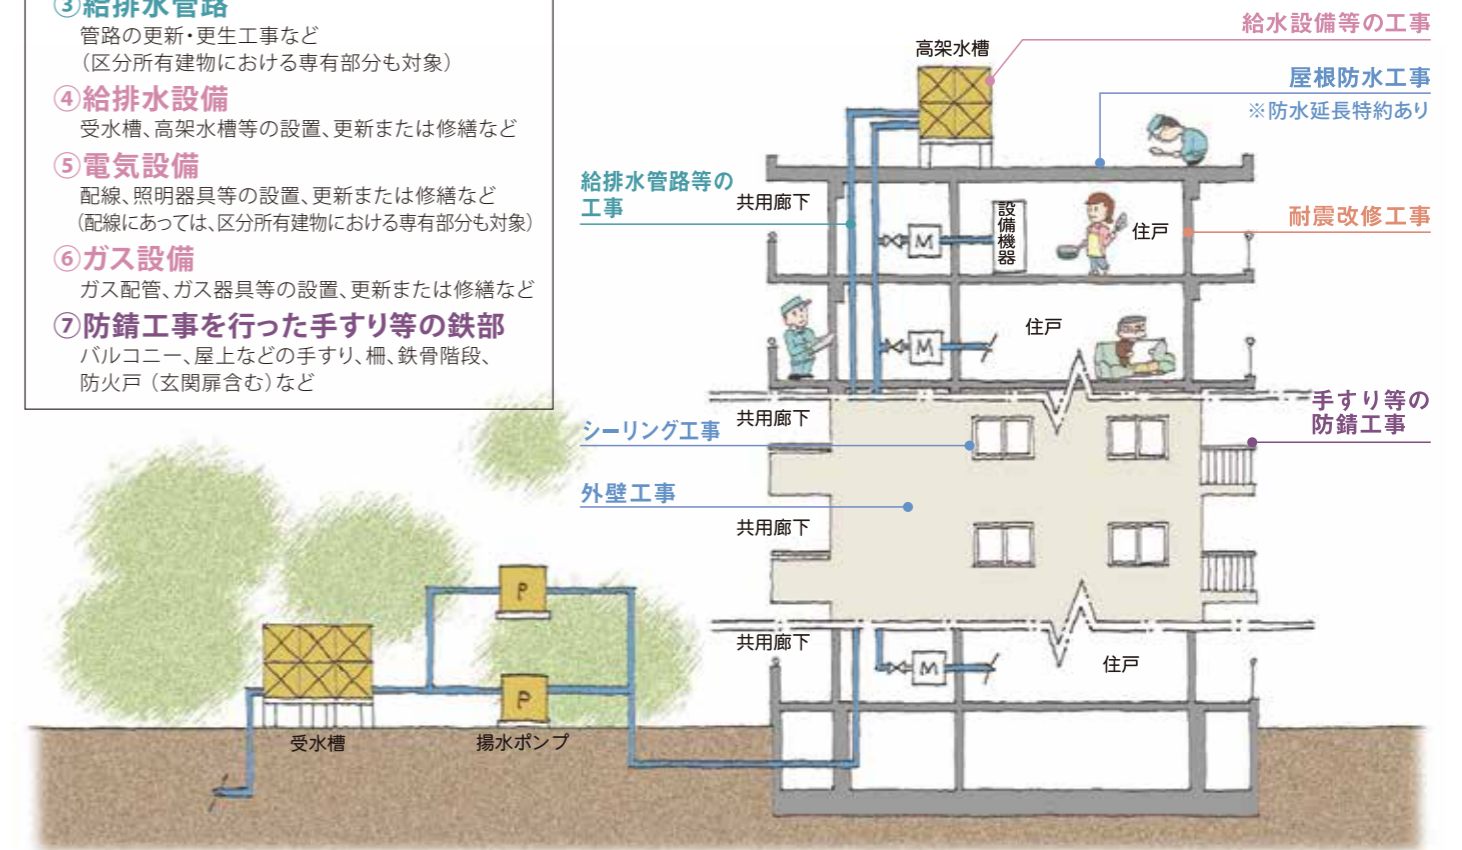 ③給排水管路
管路の更新・更生工事など
（区分所有建物における専有部分も対象）
④給排水設備
受水槽、高架水槽等の設置、更新または修繕など
⑤電気設備
配線、照明器具等の設置、更新または修繕など
（配線にあっては、区分所有建物における専有部分も対象）
⑥ガス設備
ガス配管、ガス器具等の設置、更新または修繕など
⑦防錆工事を行った手すり等の鉄部
バルコニー、屋上などの手すり、柵、鉄骨階段、
防火戸（玄関扉含む）など
高架水槽
給水設備等の工事
屋根防水工事
※防水延長特約あり
給排水管路等の
工事
共用廊下
設備機器
M
住戸
耐震改修工事
M
住戸
共用廊下
シーリング工事
手すり等の
防錆工事
外壁工事
共用廊下
P
P
共用廊下
M
住戸
受水槽
揚水ポンプ